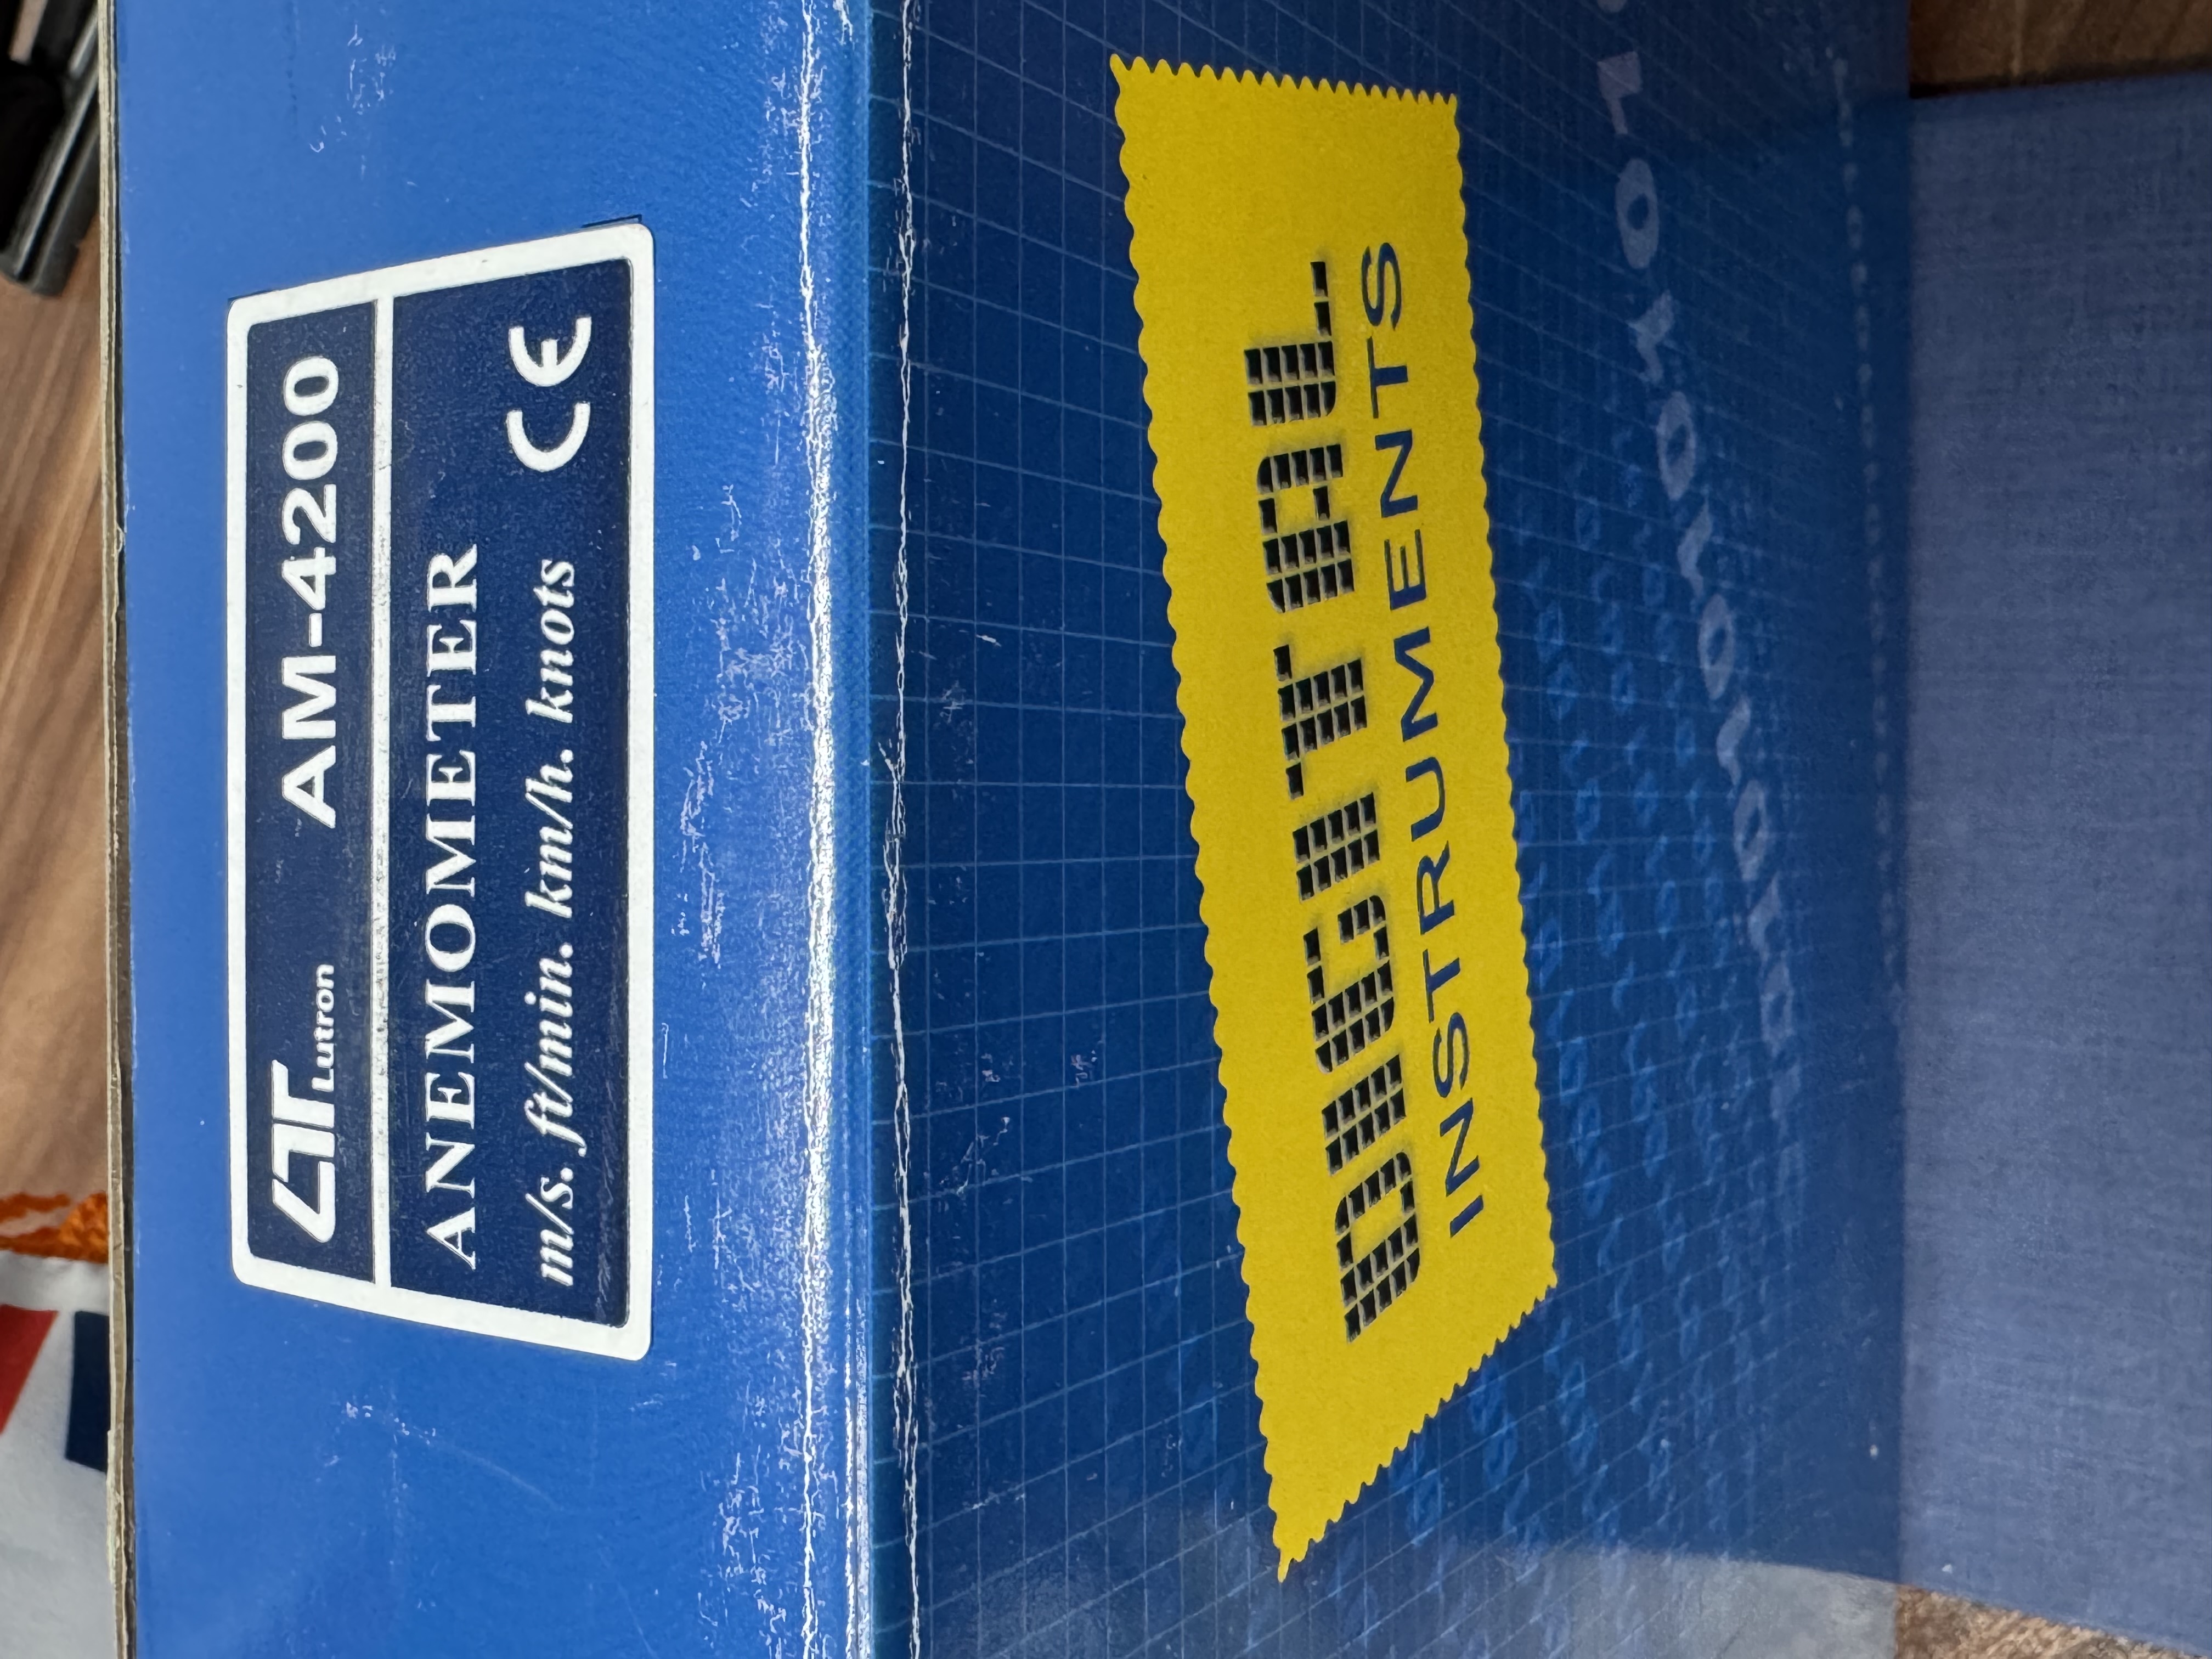 Lutron AM-4200
ANEMOMETER
m/s. ft/min. km/h. knots CE
DIGITAL
INSTRUMENTS